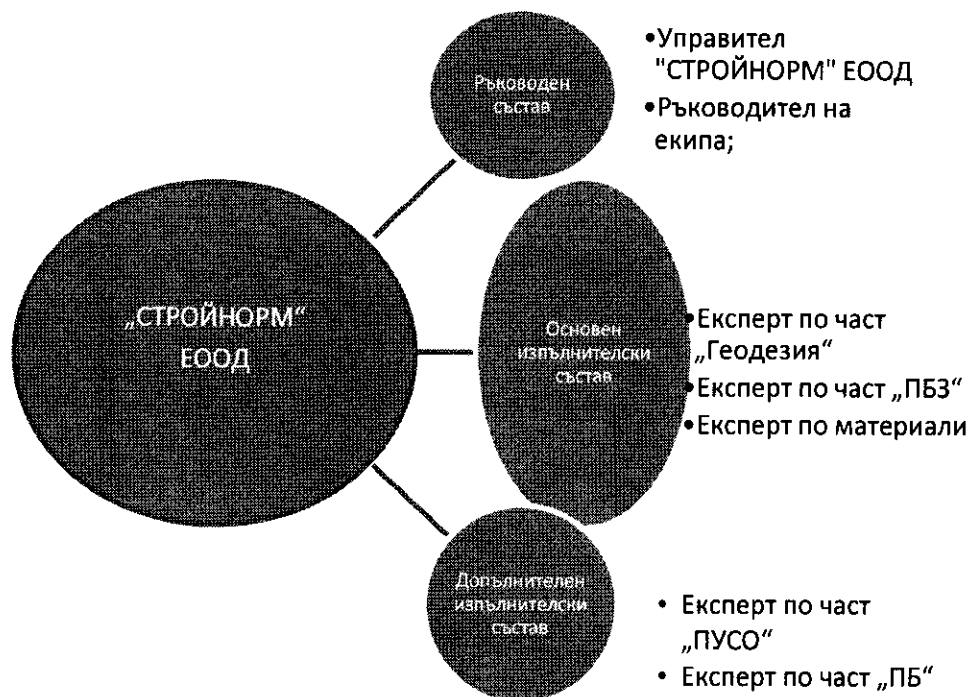 Ръководен
състав
•Управител
"СТРОЙНОРМ" ЕООД
•Ръководител на
екипа;
„СТРОЙНОРМ“
ЕООД
Основен
изпълнителски
състав
•Експерт по част
„Геодезия“
•Експерт по част „ПБЗ“
•Експерт по материали
Допълнителен
изпълнителски
състав
• Експерт по част
„ПУСО“
• Експерт по част „ПБ“